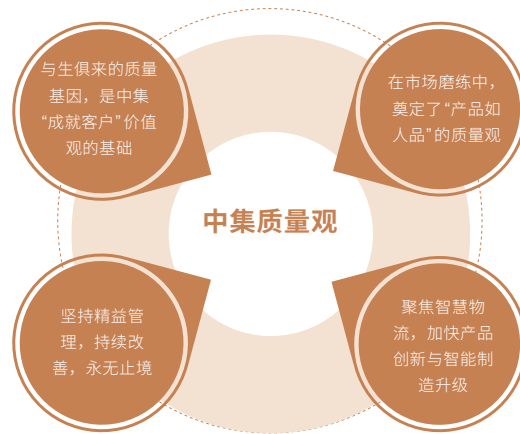 与生俱来的质量
基因，是中集
“成就客户”价值
观的基础
在市场磨练中，
奠定了“产品如
人品”的质量观
中集质量观
坚持精益管
理，持续改
善，永无止境
聚焦智慧物
流，加快产品
创新与智能制
造升级